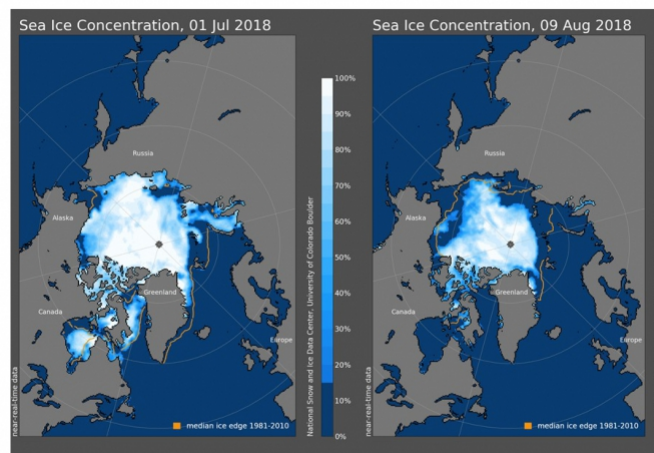 Sea Ice Concentration, 01 Jul 2018
Russia
Alaska
Greenland
Canada
near-real-time data
median ice edge 1981-2010
National Snow and Ice Data Center, University of Colorado Boulder
100%
90%
80%
70%
60%
50%
40%
30%
20%
10%
0%
Sea Ice Concentration, 09 Aug 2018
Russia
Alaska
Greenland
Canada
Europe
near-real-time data
median ice edge 1981-2010